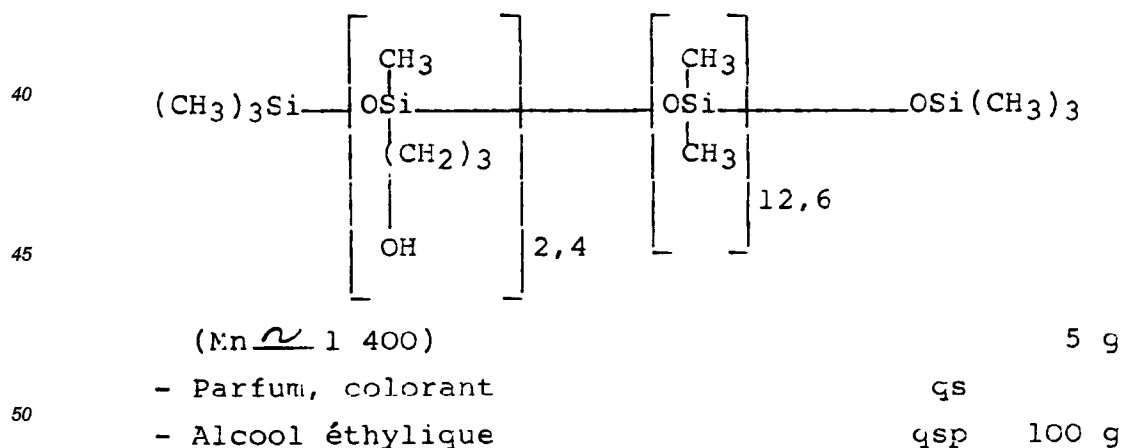 CH3 CH3
40 (CH3)3Si OSi OSi OSi(CH3)3
(CH2)3 CH3
12,6
45 OH 2,4
(Mn ≃ 1 400) 5 g
- Parfum, colorant qs
50
- Alcool éthylique qsp 100 g